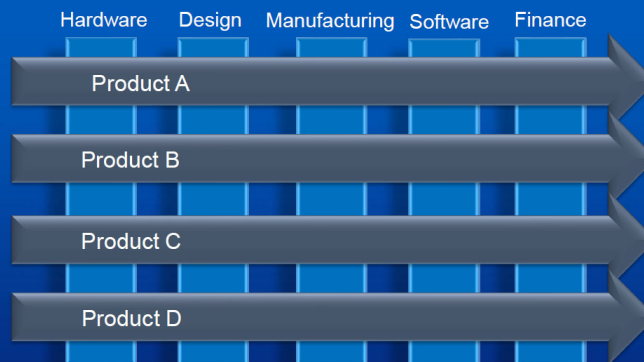 Hardware Design Manufacturing Software Finance
Product A
Product B
Product C
Product D